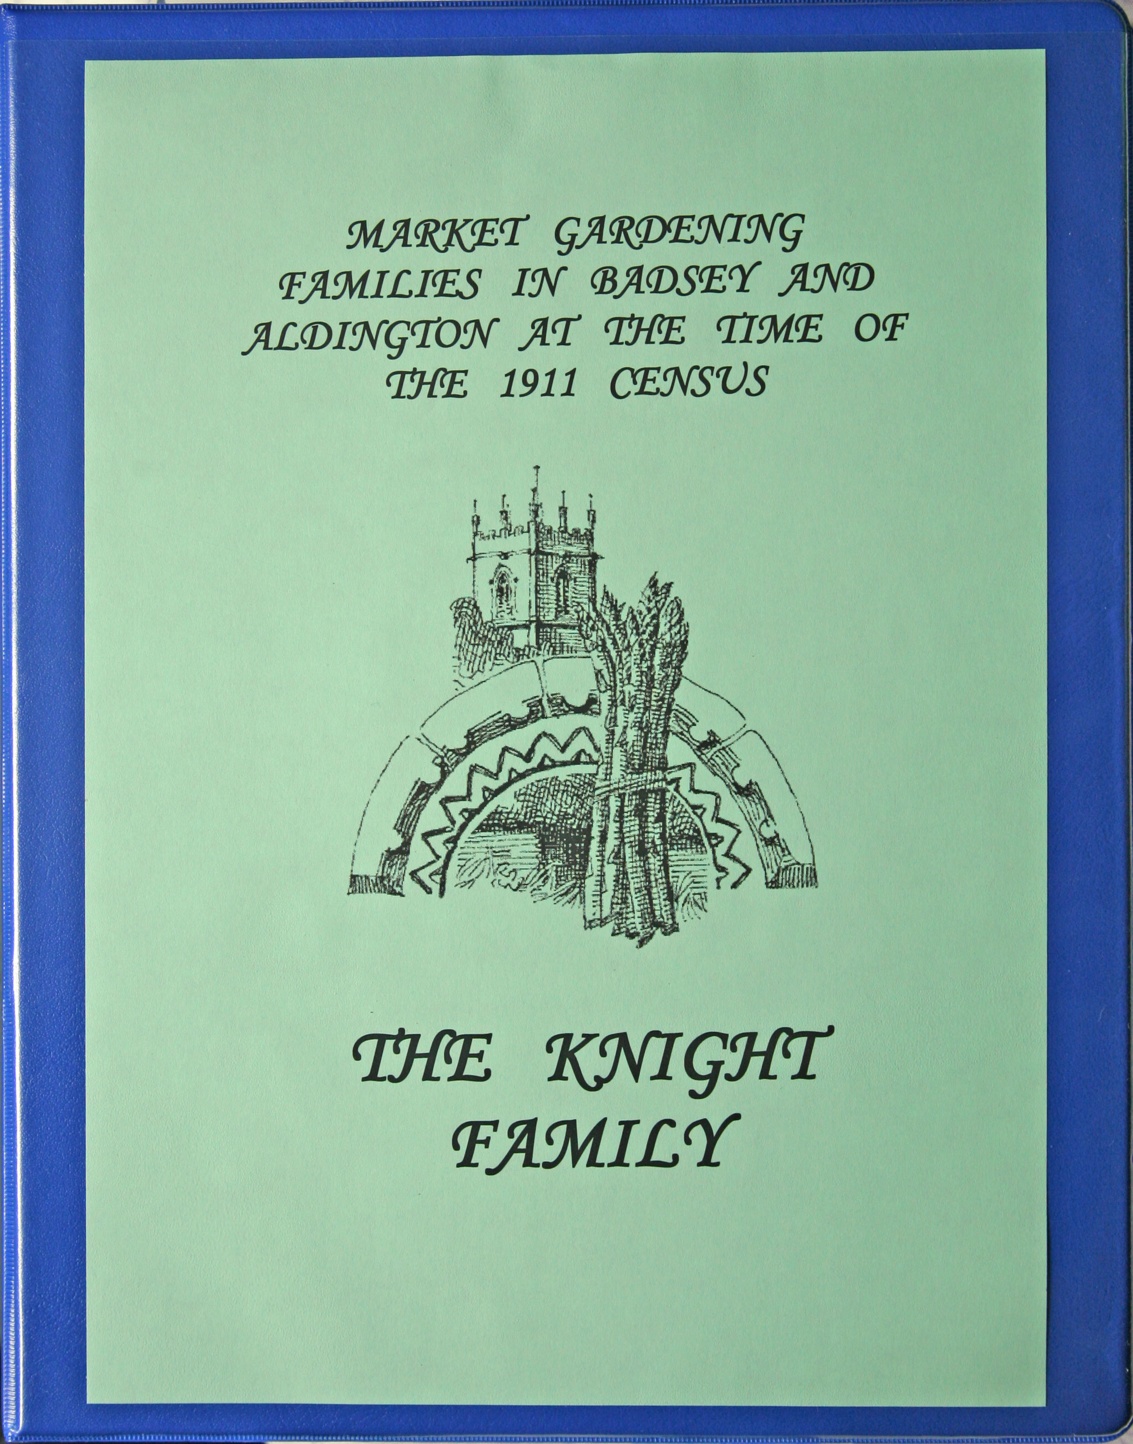 MARKET GARDENING
FAMILIES IN BADSEY AND
ALDINGTON AT THE TIME OF
THE 1911 CENSUS
THE KNIGHT
FAMILY